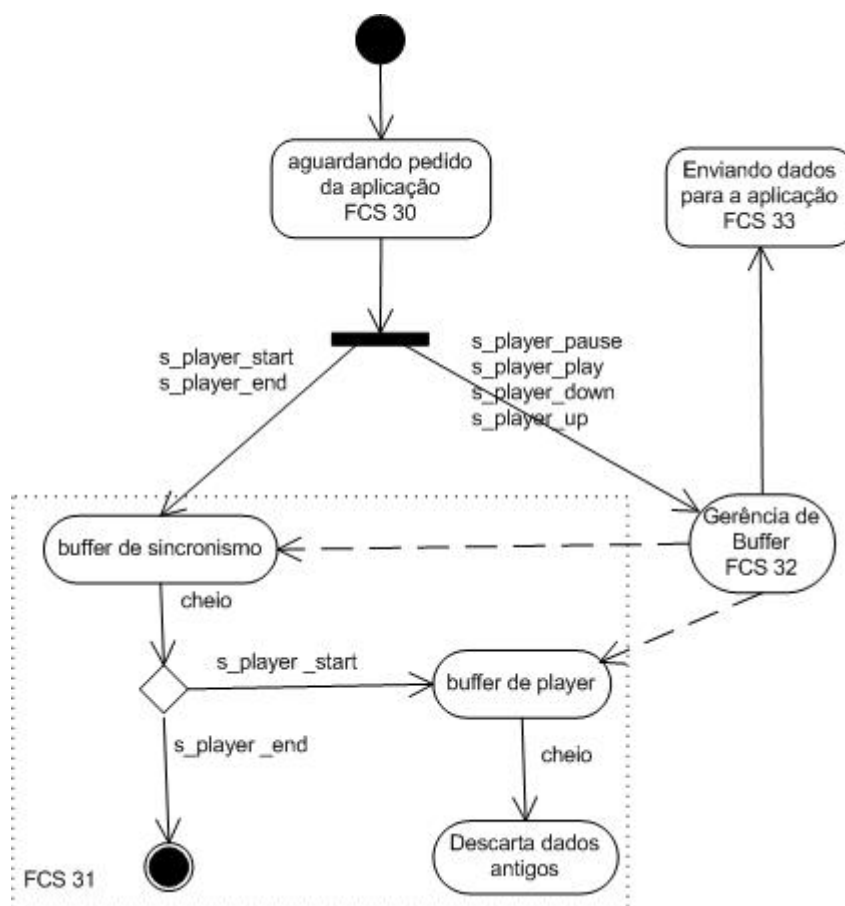 aguardando pedido
da aplicação
FCS 30
Enviando dados
para a aplicação
FCS 33
s_player_start
s_player_end
s_player_pause
s_player_play
s_player_down
s_player_up
buffer de sincronismo
Gerência de
Buffer
FCS 32
cheio
s_player _start
buffer de player
s_player _end
cheio
Descarta dados
antigos
FCS 31